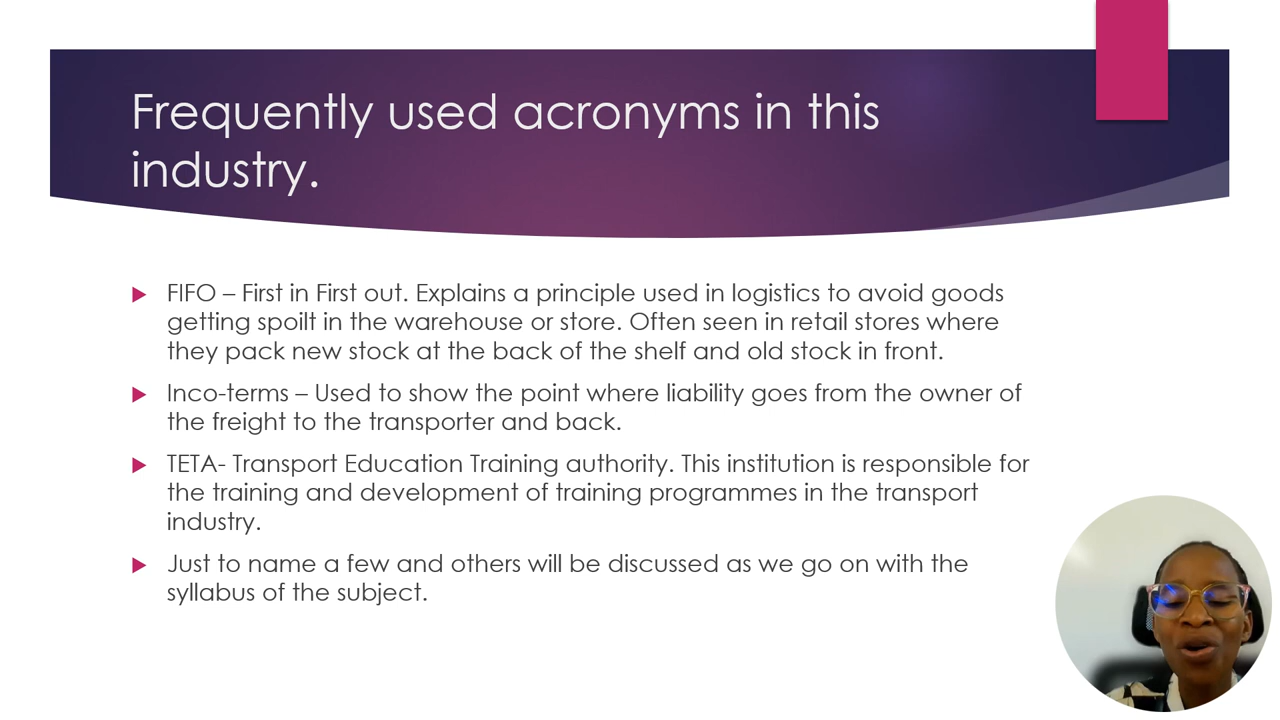 Frequently used acronyms in this
industry.
FIFO – First in First out. Explains a principle used in logistics to avoid goods
getting spoilt in the warehouse or store. Often seen in retail stores where
they pack new stock at the back of the shelf and old stock in front.
Inco-terms – Used to show the point where liability goes from the owner of
the freight to the transporter and back.
TETA- Transport Education Training authority. This institution is responsible for
the training and development of training programmes in the transport
industry.
Just to name a few and others will be discussed as we go on with the
syllabus of the subject.